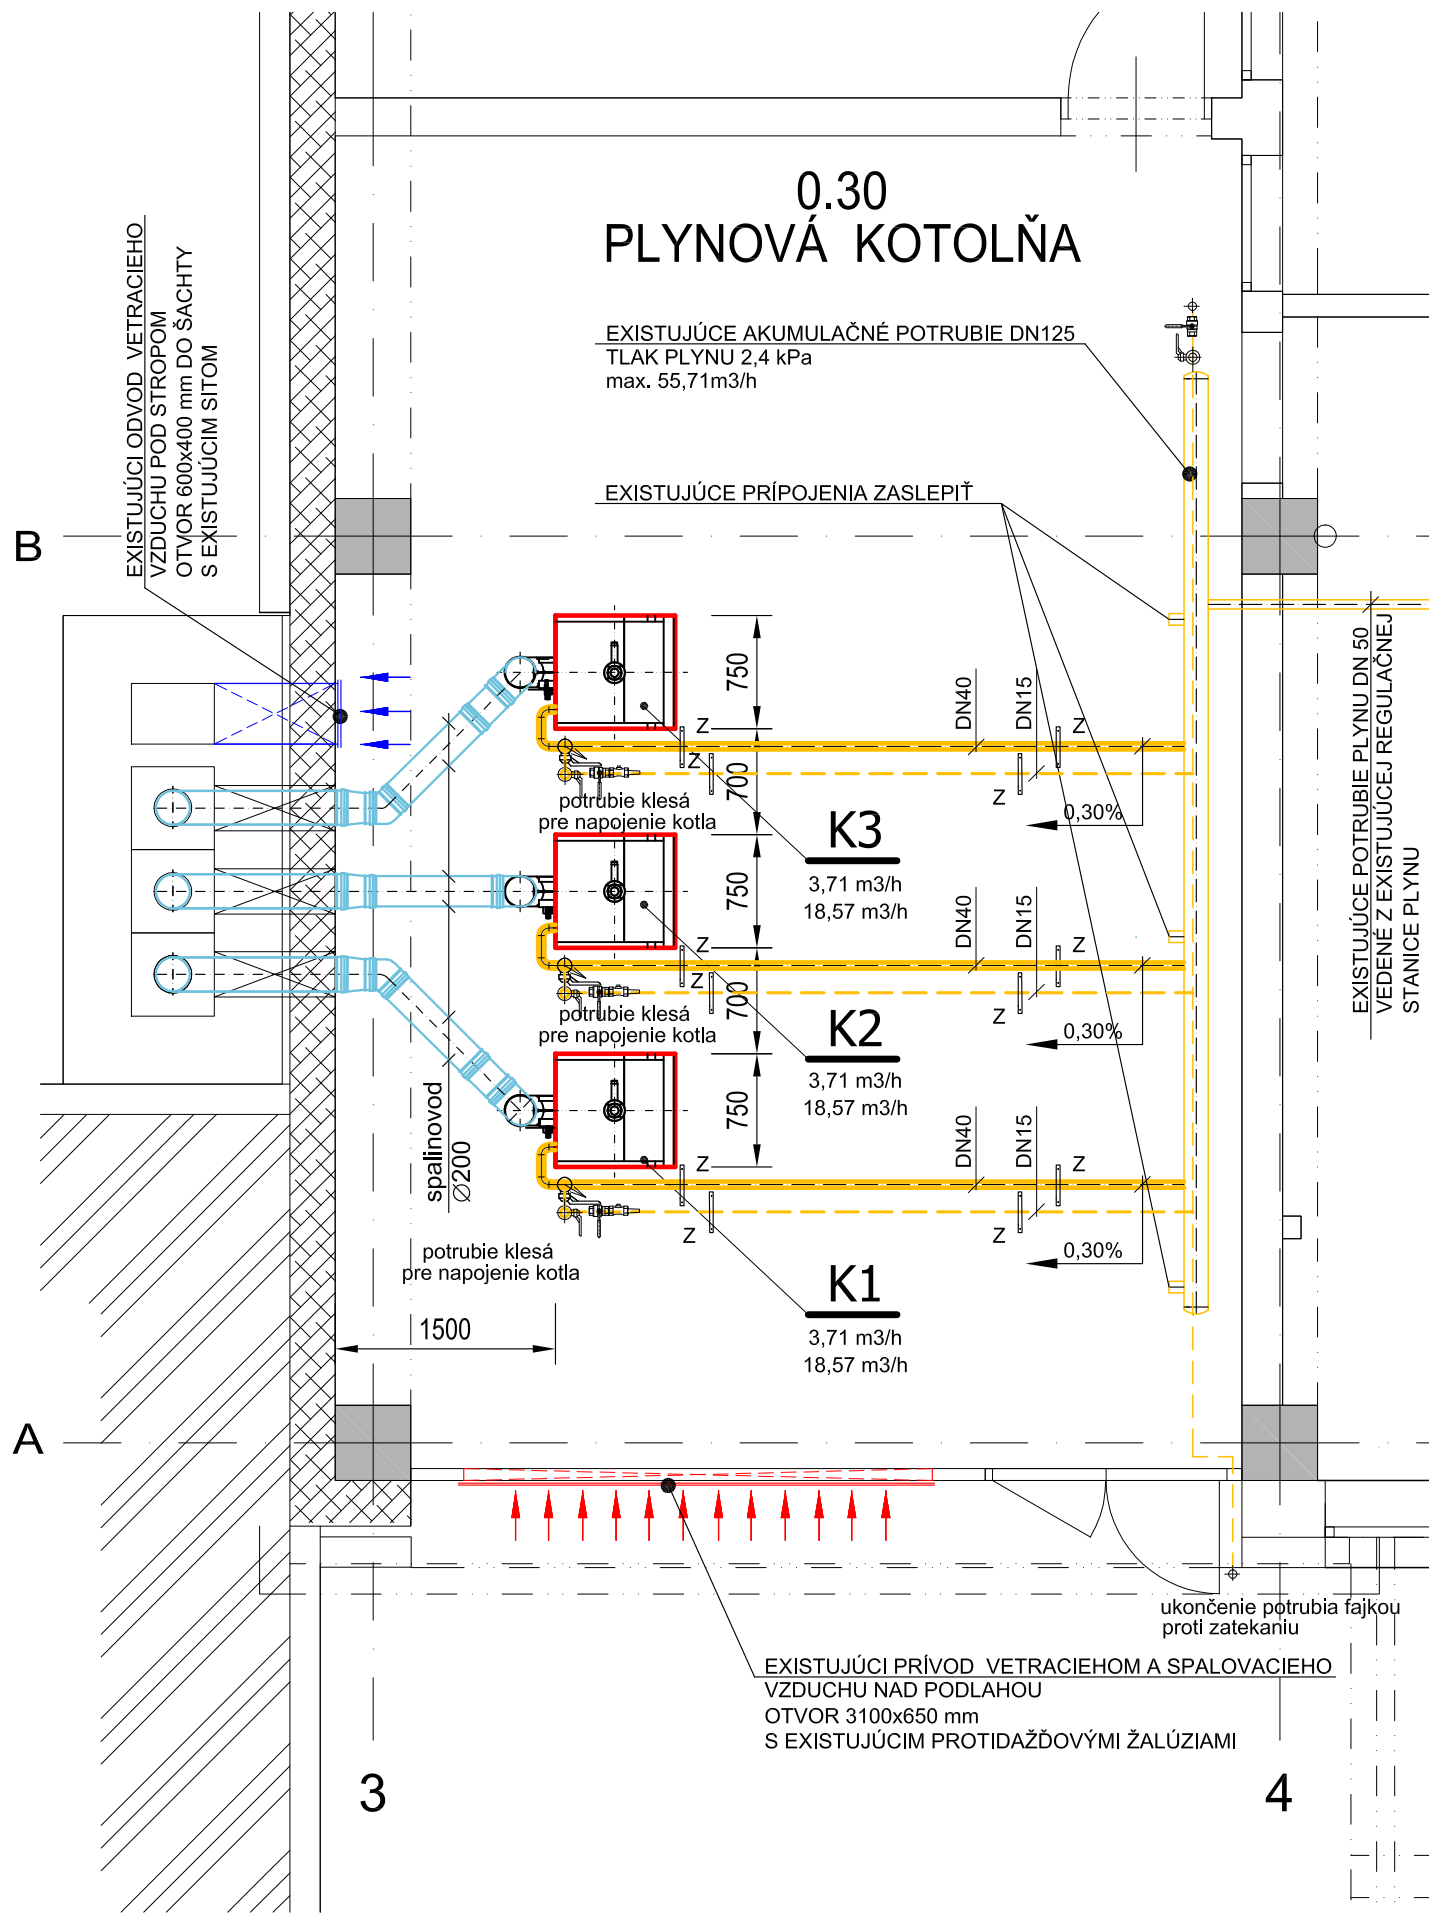 0.30
PLYNOVÁ KOTOLŇA
EXISTUJÚCI ODVOD VETRACIEHO
VZDUCHU POD STROPOM
OTVOR 600x400 mm DO ŠACHTY
S EXISTUJÚCIM SITOM
EXISTUJÚCE AKUMULAČNÉ POTRUBIE DN125
TLAK PLYNU 2,4 kPa
max. 55,71m3/h
EXISTUJÚCE PRÍPOJENIA ZASLEPIŤ
B
EXISTUJÚCE POTRUBIE PLYNU DN 50
VEDENÉ Z EXISTUJÚCEJ REGULAČNEJ
STANICE PLYNU
750
DN40
DN15
Z
Z
Z
Z
700
potrubie klesá
pre napojenie kotla
0,30%
K3
3,71 m3/h
18,57 m3/h
750
DN40
DN15
Z
Z
Z
Z
700
potrubie klesá
pre napojenie kotla
0,30%
K2
3,71 m3/h
18,57 m3/h
750
DN40
DN15
spalinovod
Ø200
Z
Z
Z
Z
potrubie klesá
pre napojenie kotla
0,30%
K1
3,71 m3/h
18,57 m3/h
1500
A
ukončenie potrubia fajkou
proti zatekaniu
EXISTUJÚCI PRÍVOD VETRACIEHOM A SPALOVACIEHO
VZDUCHU NAD PODLAHOU
OTVOR 3100x650 mm
S EXISTUJÚCIM PROTIDAŽĎOVÝMI ŽALÚZIAMI
3
4